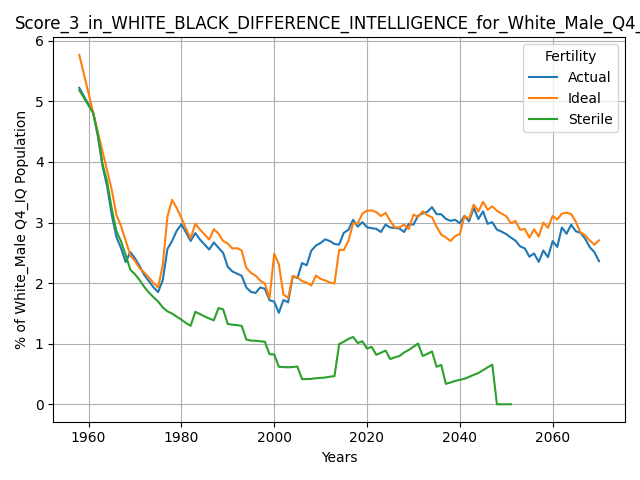 Score_3_in_WHITE_BLACK_DIFFERENCE_INTELLIGENCE_for_White_Male_Q4_
% of White_Male Q4_IQ Population
6
5
4
3
2
1
0
Fertility
Actual
Ideal
Sterile
1960 1980 2000 2020 2040 2060
Years